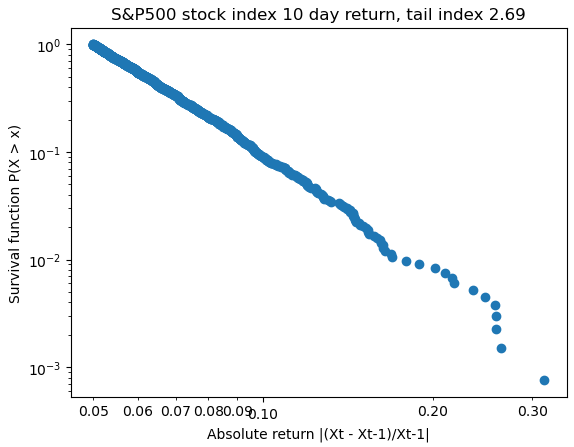 S&P500 stock index 10 day return, tail index 2.69
Survival function P(X > x)
10⁰
10⁻¹
10⁻²
10⁻³
0.05 0.06 0.07 0.08 0.09 0.10 0.20 0.30
Absolute return |(Xt - Xt-1)/Xt-1|